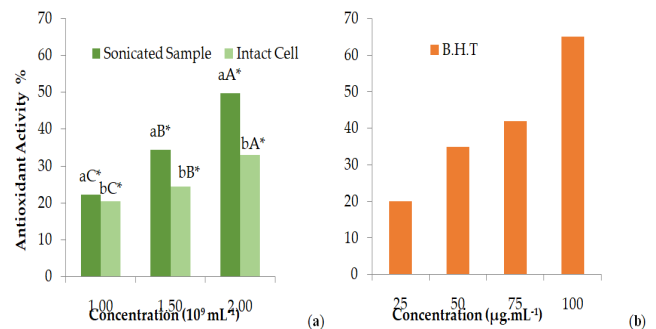 70
60
50
40
30
20
10
0
Antioxidant Activity %
Sonicated Sample Intact Cell
aC* bC* aB* bB* aA* bA*
1.00 1.50 2.00
Concentration (10⁹ mL⁻¹)
(a)
70
60
50
40
30
20
10
0
B.H.T
25 50 75 100
Concentration (µg.mL⁻¹)
(b)